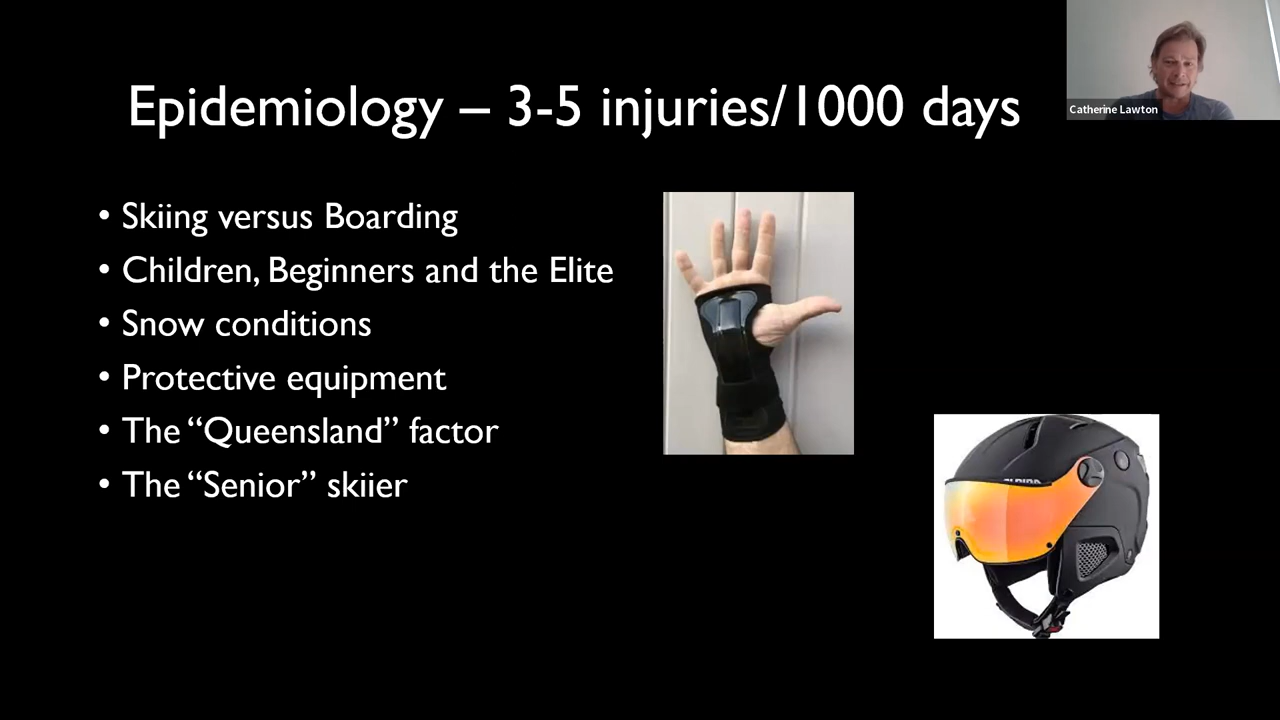 Epidemiology – 3-5 injuries/1000 days
Catherine Lawton
• Skiing versus Boarding
• Children, Beginners and the Elite
• Snow conditions
• Protective equipment
• The “Queensland” factor
• The “Senior” skiier